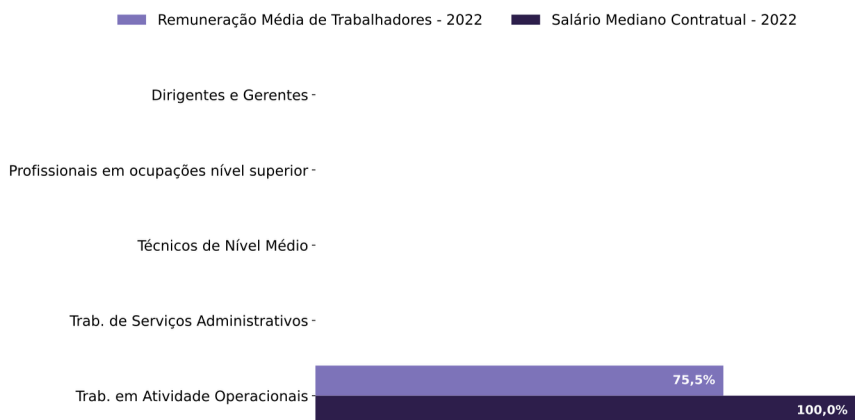 Remuneração Média de Trabalhadores - 2022 Salário Mediano Contratual - 2022
Dirigentes e Gerentes
Profissionais em ocupações nível superior
Técnicos de Nível Médio
Trab. de Serviços Administrativos
75,5%
Trab. em Atividade Operacionais
100,0%